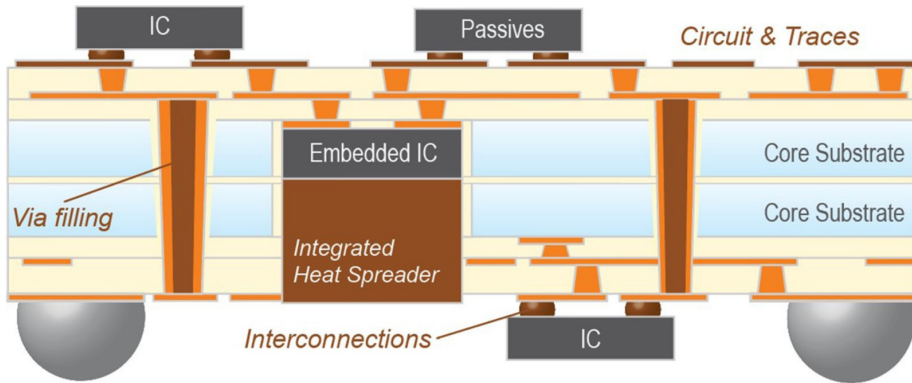 IC
Passives
Circuit & Traces
Embedded IC
Core Substrate
Core Substrate
Via filling
Integrated
Heat Spreader
Interconnections
IC